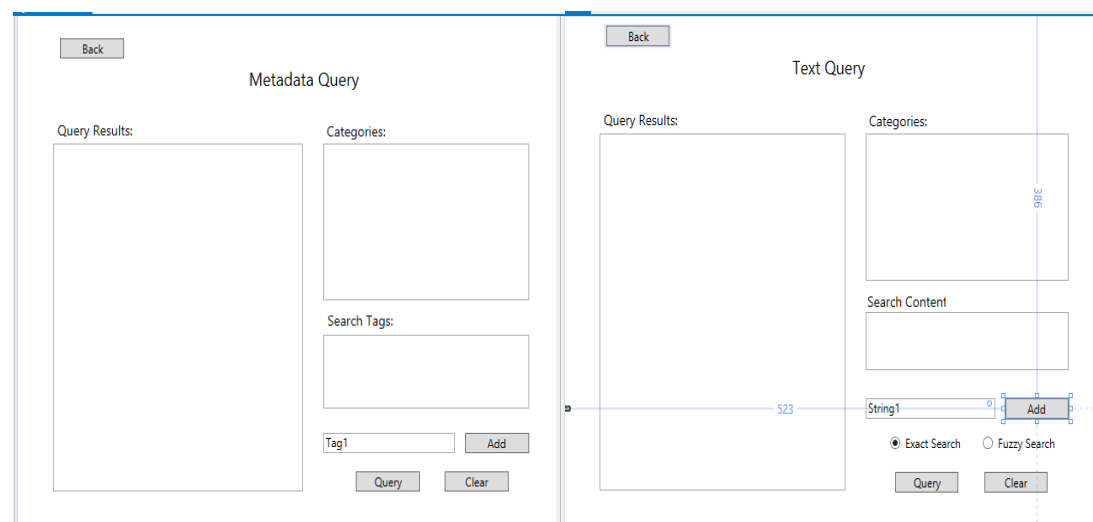 Back
Metadata Query
Query Results:
Categories:
Search Tags:
Tag1
Add
Query
Clear
Back
Text Query
Query Results:
Categories:
386
Search Content
523
String1
Add
Exact Search
Fuzzy Search
Query
Clear